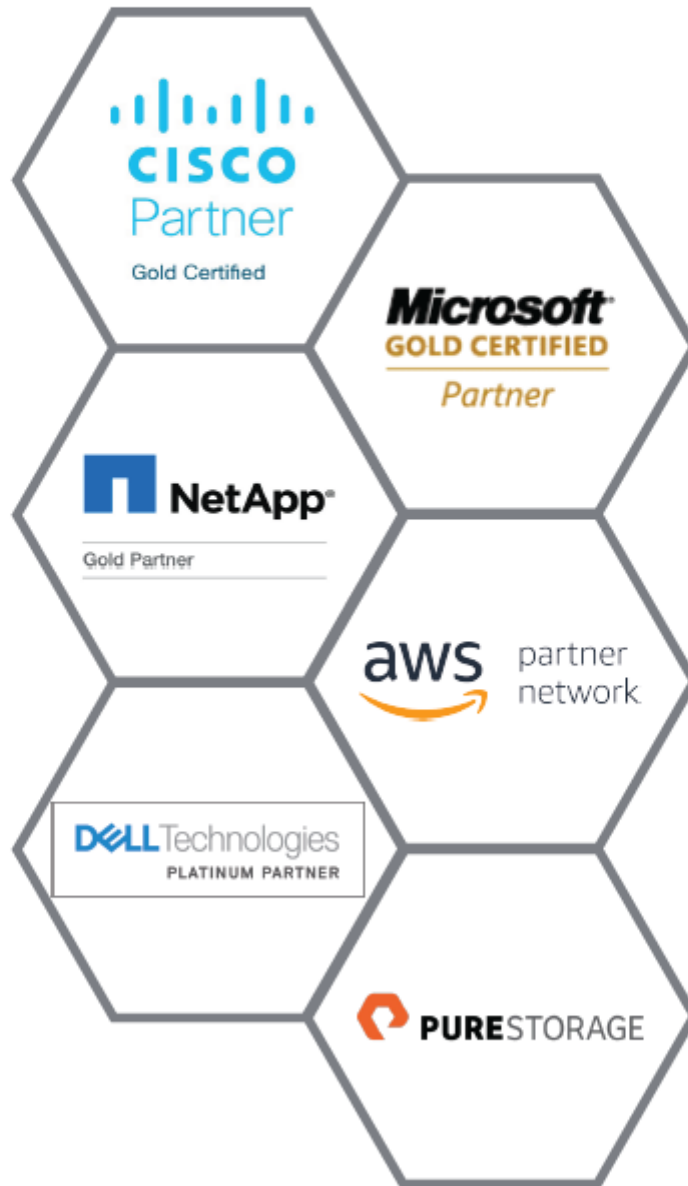 CISCO
Partner
Gold Certified
Microsoft®
GOLD CERTIFIED
Partner
NetApp®
Gold Partner
aws partner
network
DELLTechnologies
PLATINUM PARTNER
PURESTORAGE